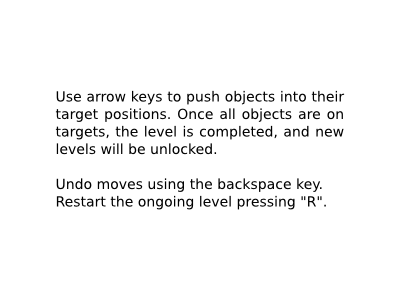 Use arrow keys to push objects into their
target positions. Once all objects are on
targets, the level is completed, and new
levels will be unlocked.
Undo moves using the backspace key.
Restart the ongoing level pressing "R".